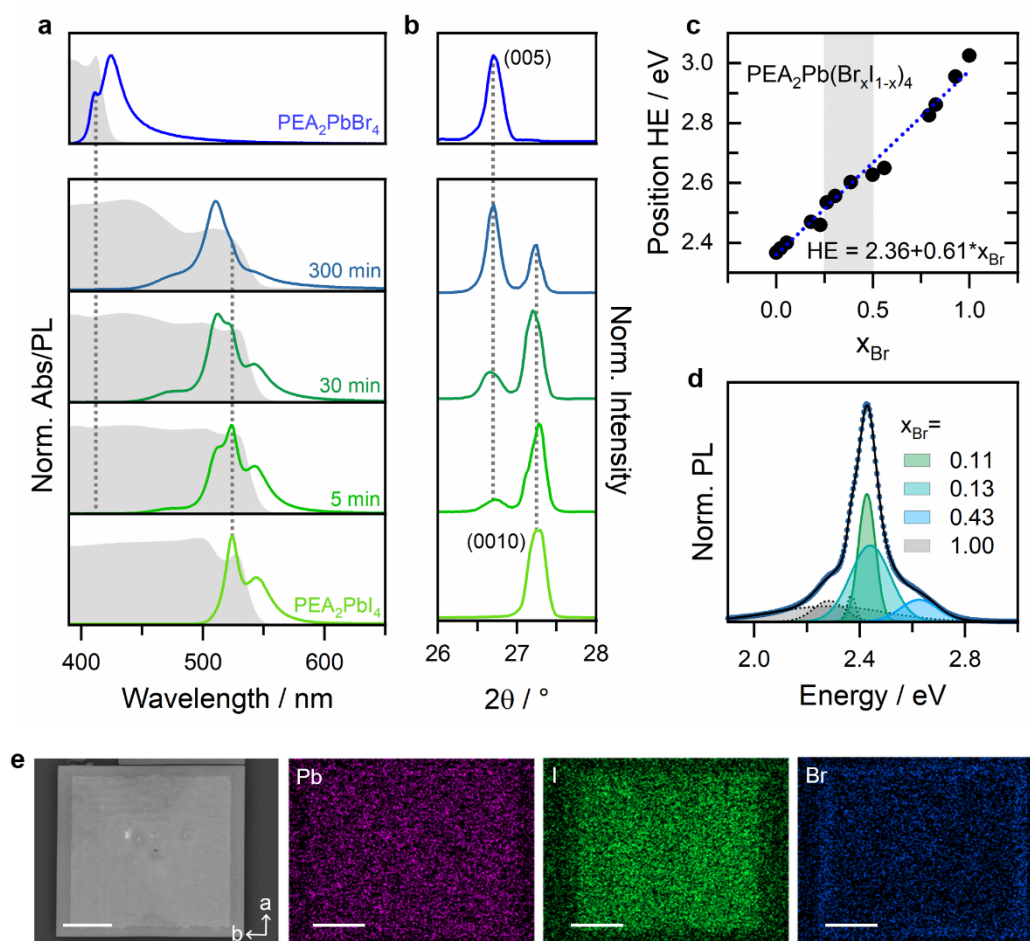 a
PEA₂PbBr₄
300 min
30 min
5 min
PEA₂PbI₄
Norm. Abs/PL
400 500 600
Wavelength / nm
b
(005)
(0010)
Norm. Intensity
26 27 28
2θ / °
c
PEA₂Pb(BrₓI₁₋ₓ)₄
HE = 2.36+0.61*x_Br
Position HE / eV
3.0
2.8
2.6
2.4
0.0 0.5 1.0
x_Br
d
x_Br=
0.11
0.13
0.43
1.00
Norm. PL
2.0 2.4 2.8
Energy / eV
e
a
b
Pb
I
Br